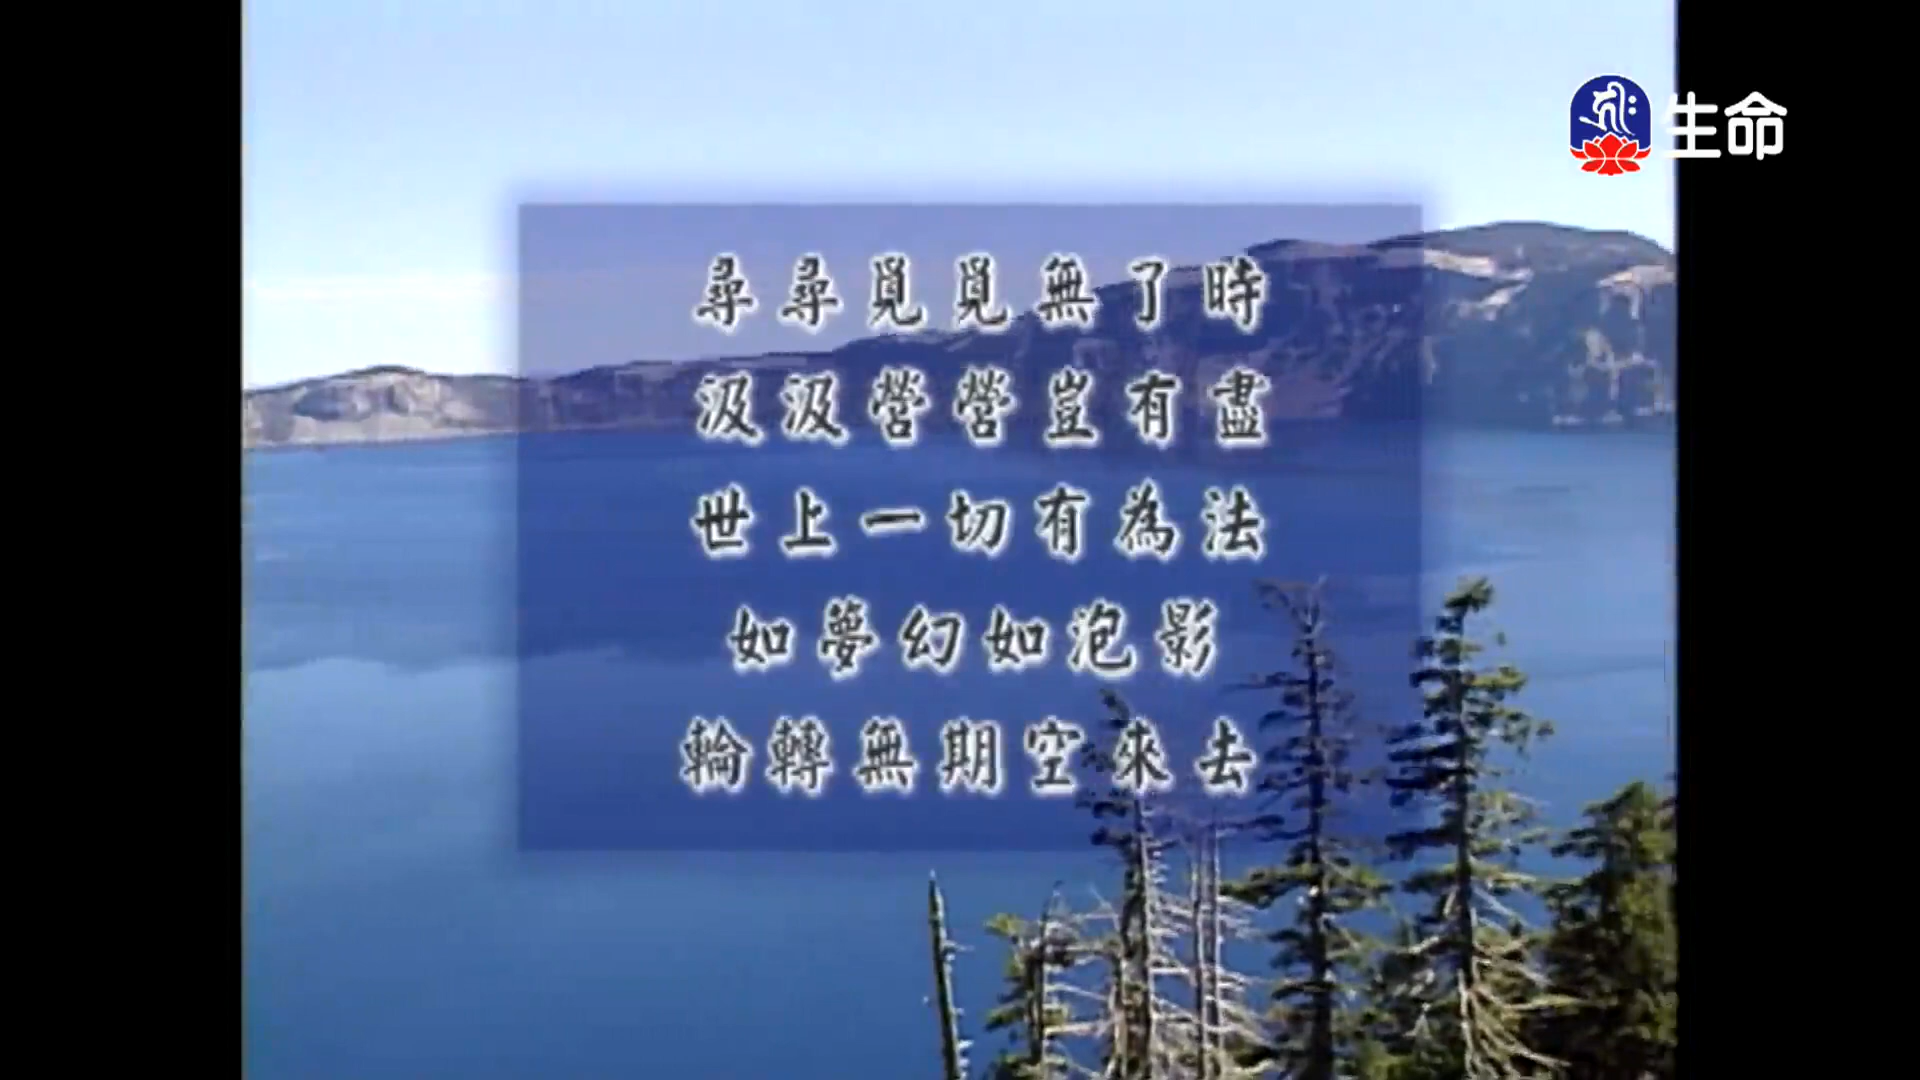 生命
尋尋覓覓無了時
汲汲營營豈有盡
世上一切有為法
如夢幻如泡影
輪轉無期空來去